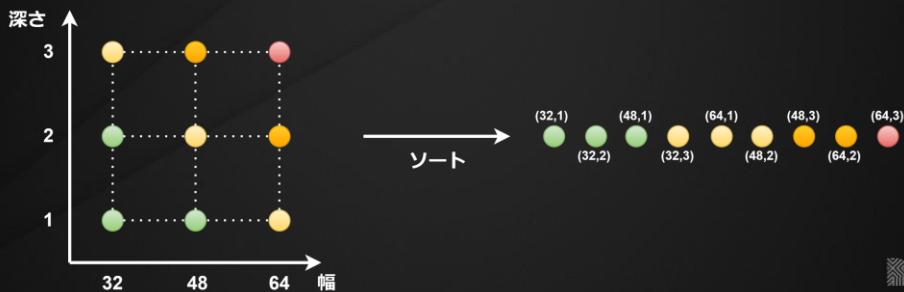 深さ
3
2
1
32 48 64 幅
ソート
(32,1) (48,1) (64,1) (48,3) (64,3)
(32,2) (32,3) (48,2) (64,2)